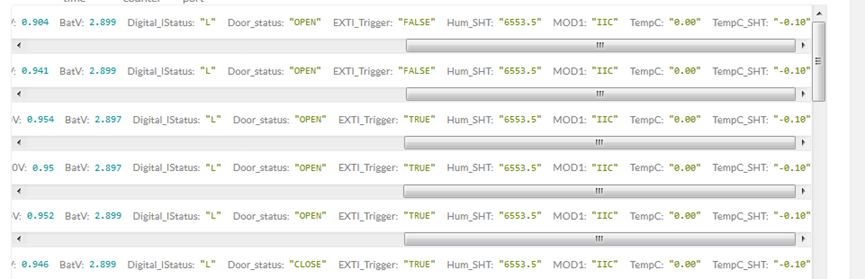 V: 0.904 BatV: 2.899 Digital_IStatus: "L" Door_status: "OPEN" EXTI_Trigger: "FALSE" Hum_SHT: "6553.5" MOD1: "IIC" TempC: "0.00" TempC_SHT: "-0.10"
V: 0.941 BatV: 2.899 Digital_IStatus: "L" Door_status: "OPEN" EXTI_Trigger: "FALSE" Hum_SHT: "6553.5" MOD1: "IIC" TempC: "0.00" TempC_SHT: "-0.10"
V: 0.954 BatV: 2.897 Digital_IStatus: "L" Door_status: "OPEN" EXTI_Trigger: "TRUE" Hum_SHT: "6553.5" MOD1: "IIC" TempC: "0.00" TempC_SHT: "-0.10"
0V: 0.95 BatV: 2.897 Digital_IStatus: "L" Door_status: "OPEN" EXTI_Trigger: "TRUE" Hum_SHT: "6553.5" MOD1: "IIC" TempC: "0.00" TempC_SHT: "-0.10"
V: 0.952 BatV: 2.899 Digital_IStatus: "L" Door_status: "OPEN" EXTI_Trigger: "TRUE" Hum_SHT: "6553.5" MOD1: "IIC" TempC: "0.00" TempC_SHT: "-0.10"
V: 0.946 BatV: 2.899 Digital_IStatus: "L" Door_status: "CLOSE" EXTI_Trigger: "TRUE" Hum_SHT: "6553.5" MOD1: "IIC" TempC: "0.00" TempC_SHT: "-0.10"